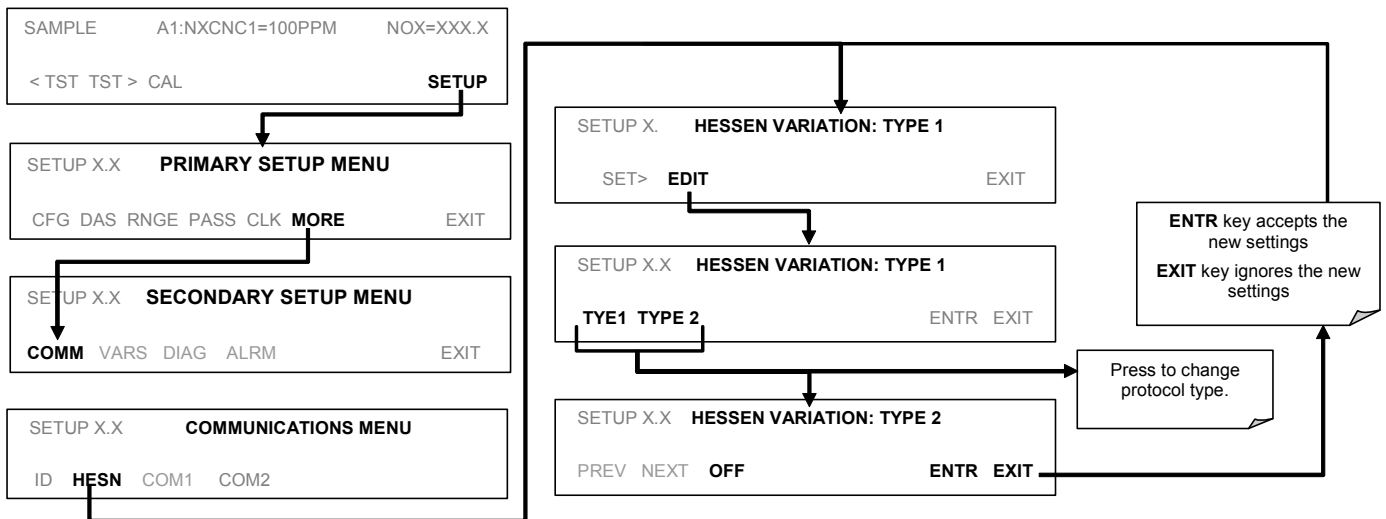 SAMPLE A1:NXCNC1=100PPM NOX=XXX.X
< TST TST > CAL SETUP
SETUP X.X PRIMARY SETUP MENU
CFG DAS RNGE PASS CLK MORE EXIT
SETUP X.X SECONDARY SETUP MENU
COMM VARS DIAG ALRM EXIT
SETUP X.X COMMUNICATIONS MENU
ID HESN COM1 COM2
SETUP X. HESSEN VARIATION: TYPE 1
SET> EDIT EXIT
SETUP X.X HESSEN VARIATION: TYPE 1
TYE1 TYPE 2 ENTR EXIT
SETUP X.X HESSEN VARIATION: TYPE 2
PREV NEXT OFF ENTR EXIT
ENTR key accepts the
new settings
EXIT key ignores the new
settings
Press to change
protocol type.